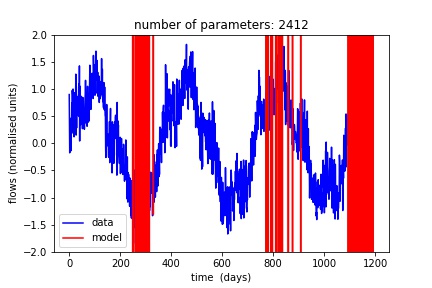 number of parameters: 2412
flows (normalised units)
2.0
1.5
1.0
0.5
0.0
−0.5
−1.0
−1.5
−2.0
data
model
0 200 400 600 800 1000 1200
time (days)